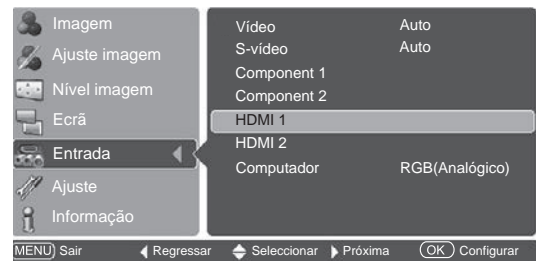 Imagem
Ajuste imagem
Nível imagem
Ecrã
Entrada
Ajuste
Informação
Vídeo Auto
S-vídeo Auto
Component 1
Component 2
HDMI 1
HDMI 2
Computador RGB(Analógico)
MENU Sair Regressar Seleccionar Próxima OK Configurar